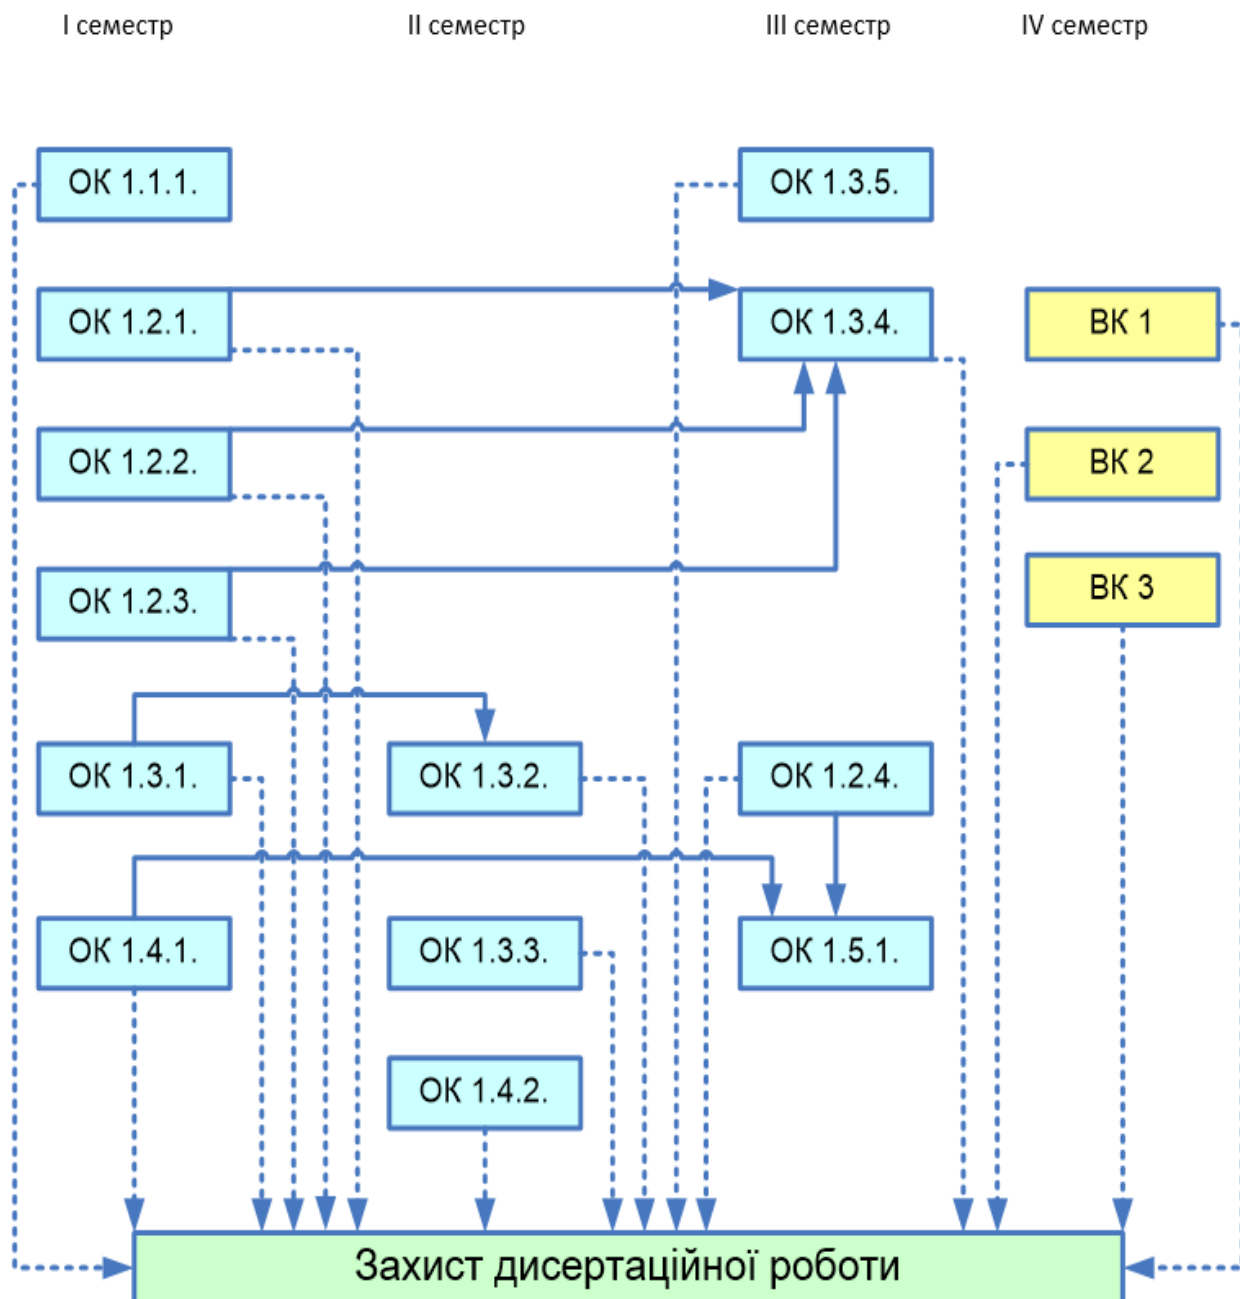 І семестр
ІІ семестр
ІІІ семестр
IV семестр
ОК 1.1.1.
ОК 1.3.5.
ОК 1.2.1.
ОК 1.3.4.
ВК 1
ОК 1.2.2.
ВК 2
ОК 1.2.3.
ВК 3
ОК 1.3.1.
ОК 1.3.2.
ОК 1.2.4.
ОК 1.4.1.
ОК 1.3.3.
ОК 1.5.1.
ОК 1.4.2.
Захист дисертаційної роботи